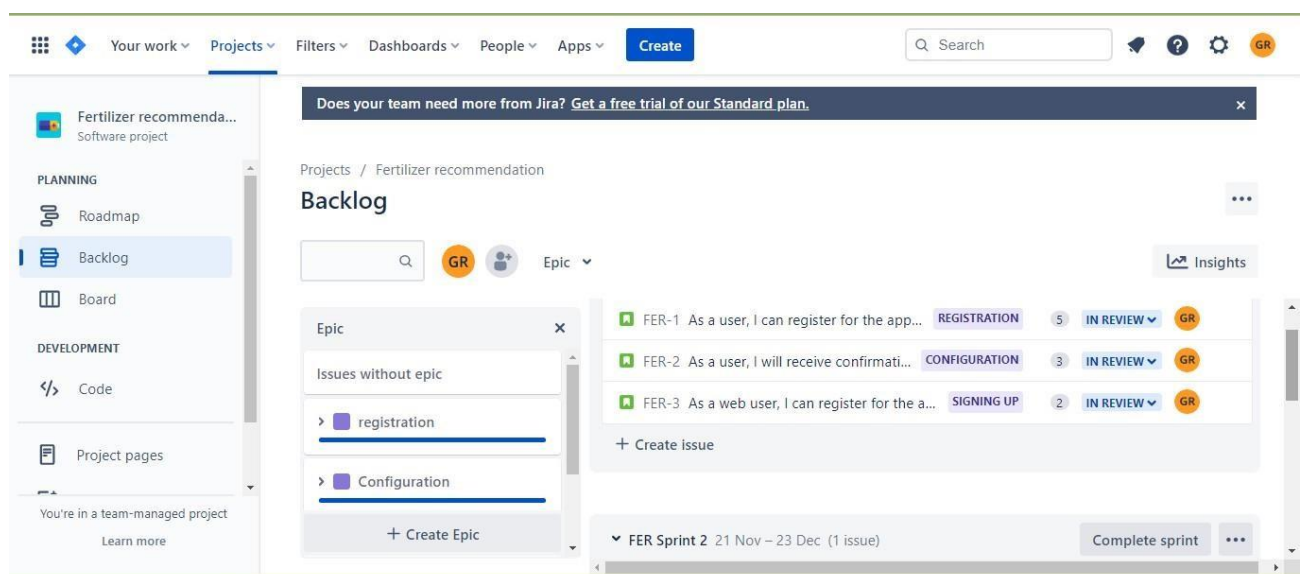 Your work Projects Filters Dashboards People Apps Create Search GR
Does your team need more from Jira? Get a free trial of our Standard plan.
Fertilizer recommenda...
Software project
PLANNING
Roadmap
Backlog
Board
DEVELOPMENT
Code
Project pages
You're in a team-managed project
Learn more
Projects / Fertilizer recommendation
Backlog
GR Epic Insights
Epic
Issues without epic
registration
Configuration
+ Create Epic
FER-1 As a user, I can register for the app... REGISTRATION 5 IN REVIEW GR
FER-2 As a user, I will receive confirmati... CONFIGURATION 3 IN REVIEW GR
FER-3 As a web user, I can register for the a... SIGNING UP 2 IN REVIEW GR
+ Create issue
FER Sprint 2 21 Nov – 23 Dec (1 issue) Complete sprint